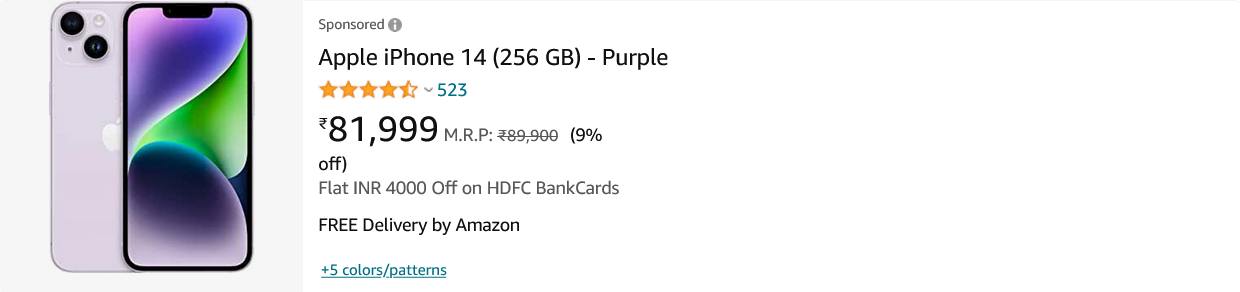 Sponsored
Apple iPhone 14 (256 GB) - Purple
523
₹81,999 M.R.P: ₹89,900 (9%
off)
Flat INR 4000 Off on HDFC BankCards
FREE Delivery by Amazon
+5 colors/patterns